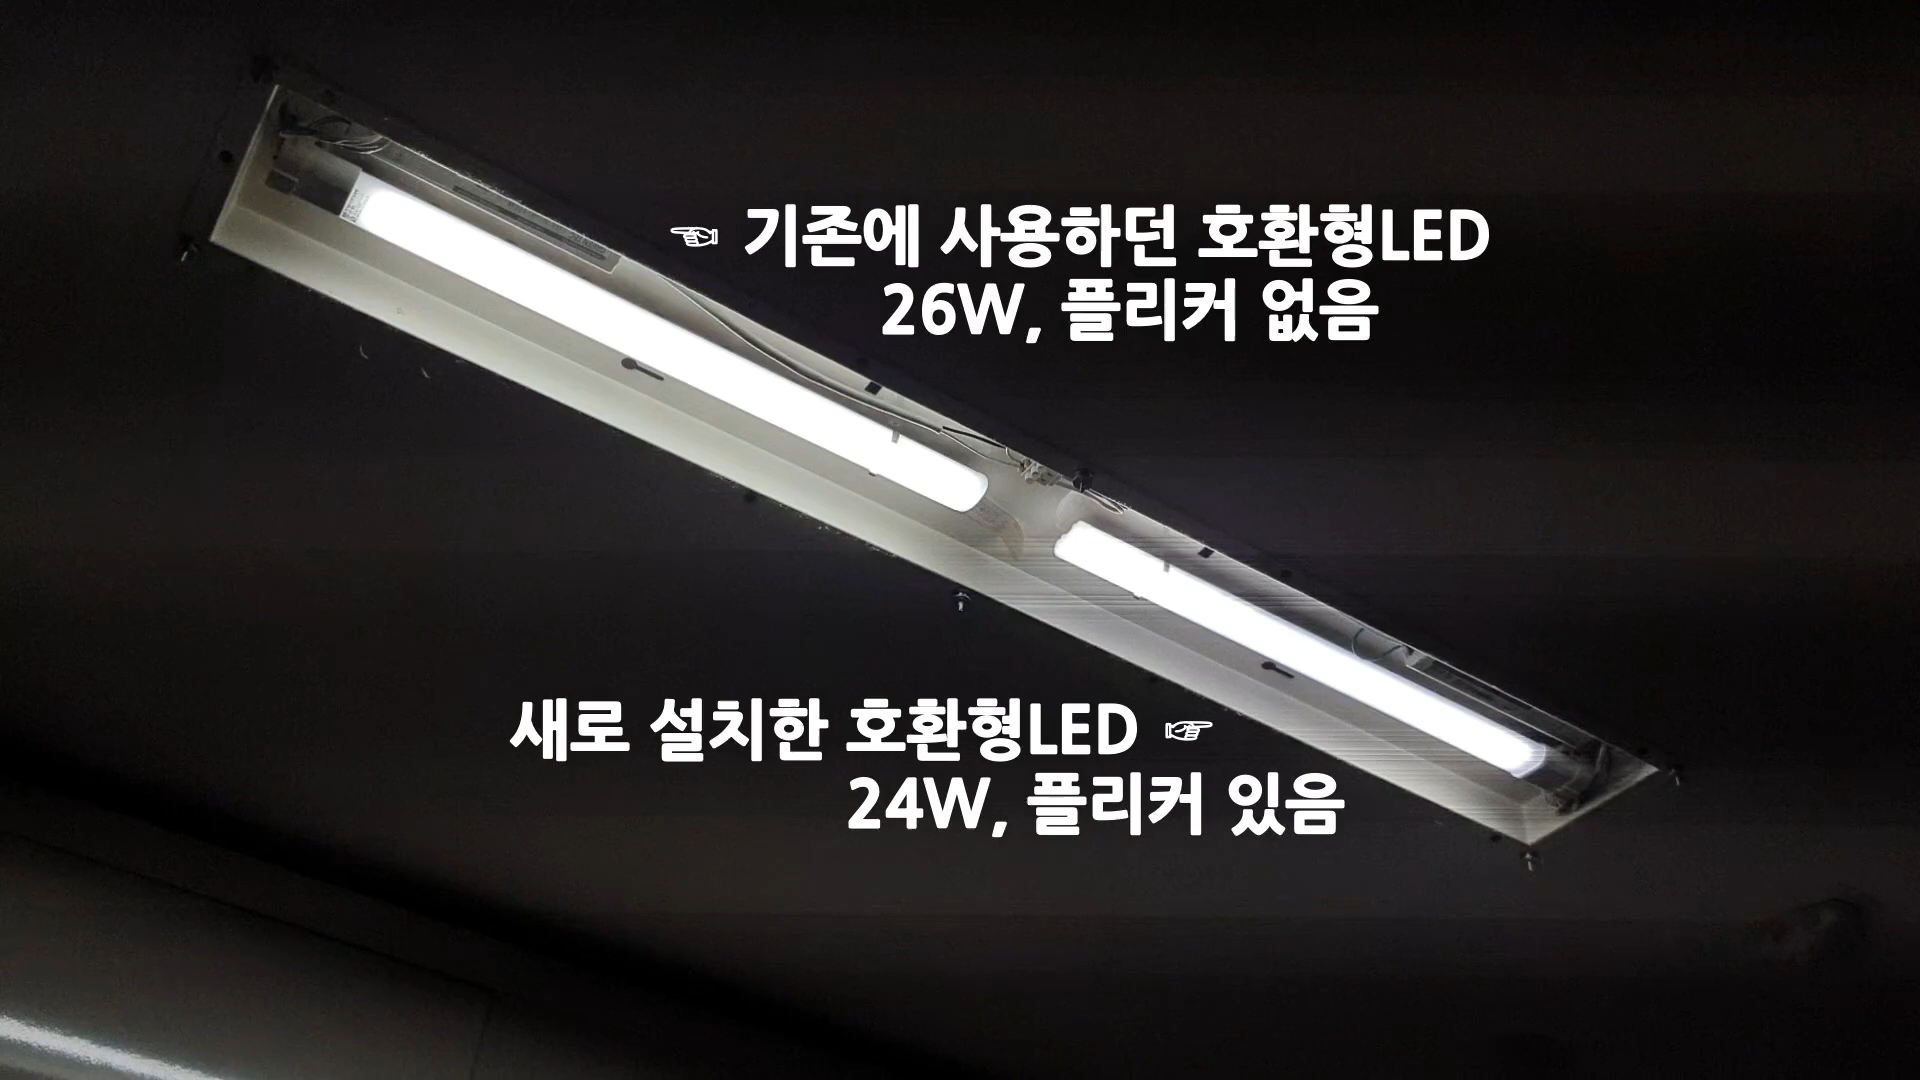 ☜ 기존에 사용하던 호환형LED
26W, 플리커 없음
새로 설치한 호환형LED ☞
24W, 플리커 있음